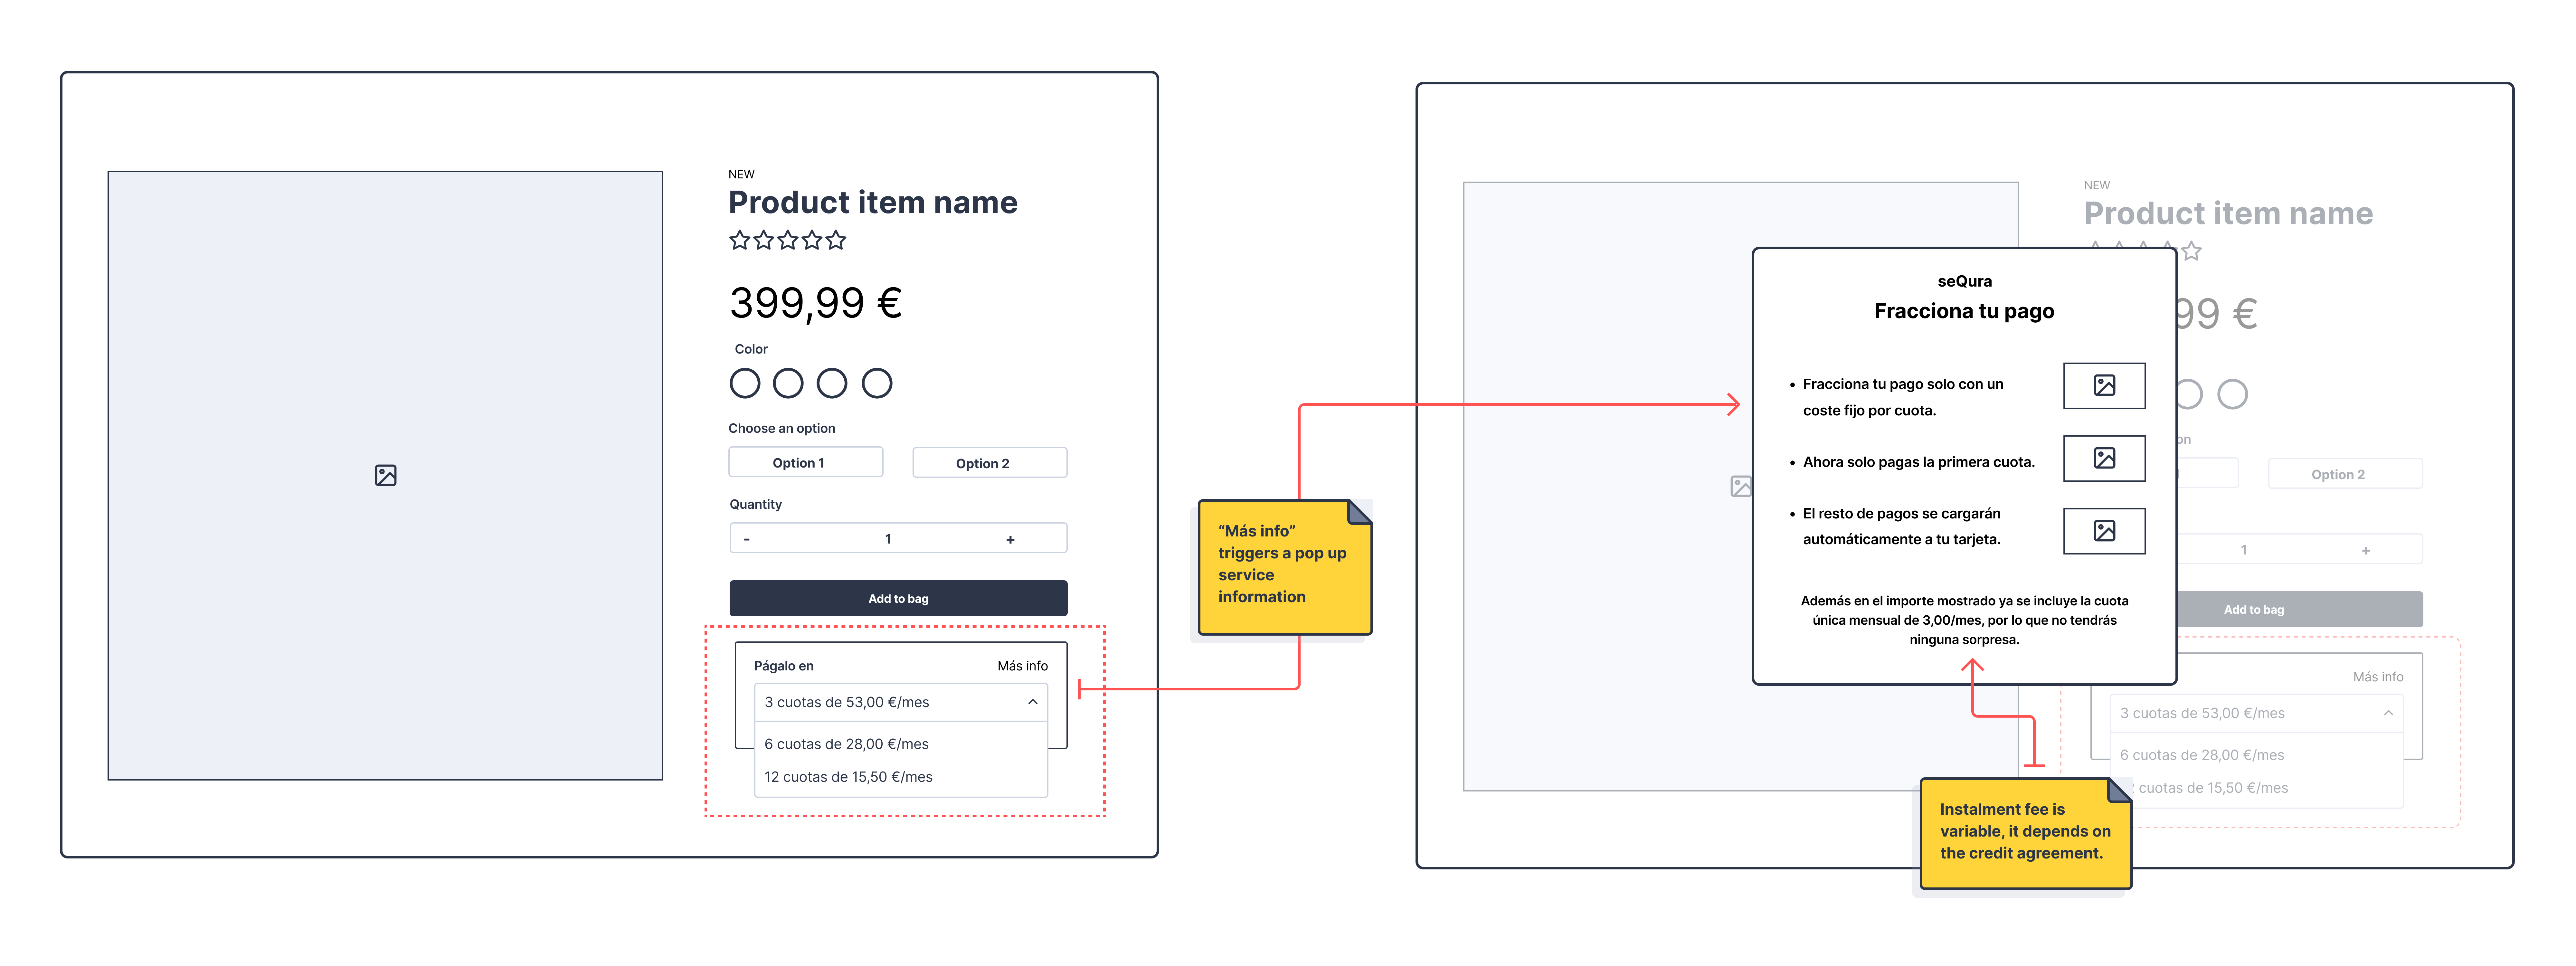 NEW
Product item name
399,99 €
Color
Choose an option
Option 1
Option 2
Quantity
- 1 +
Add to bag
Págalo en
Más info
3 cuotas de 53,00 €/mes
6 cuotas de 28,00 €/mes
12 cuotas de 15,50 €/mes
“Más info”
triggers a pop up
service
information
NEW
Product item name
99 €
on
Option 2
1 +
Add to bag
Más info
3 cuotas de 53,00 €/mes
6 cuotas de 28,00 €/mes
cuotas de 15,50 €/mes
seQura
Fracciona tu pago
• Fracciona tu pago solo con un
coste fijo por cuota.
• Ahora solo pagas la primera cuota.
• El resto de pagos se cargarán
automáticamente a tu tarjeta.
Además en el importe mostrado ya se incluye la cuota
única mensual de 3,00/mes, por lo que no tendrás
ninguna sorpresa.
Instalment fee is
variable, it depends on
the credit agreement.